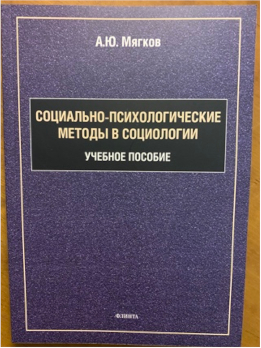 А.Ю. Мягков
СОЦИАЛЬНО-ПСИХОЛОГИЧЕСКИЕ
МЕТОДЫ В СОЦИОЛОГИИ
УЧЕБНОЕ ПОСОБИЕ
ФЛИНТА